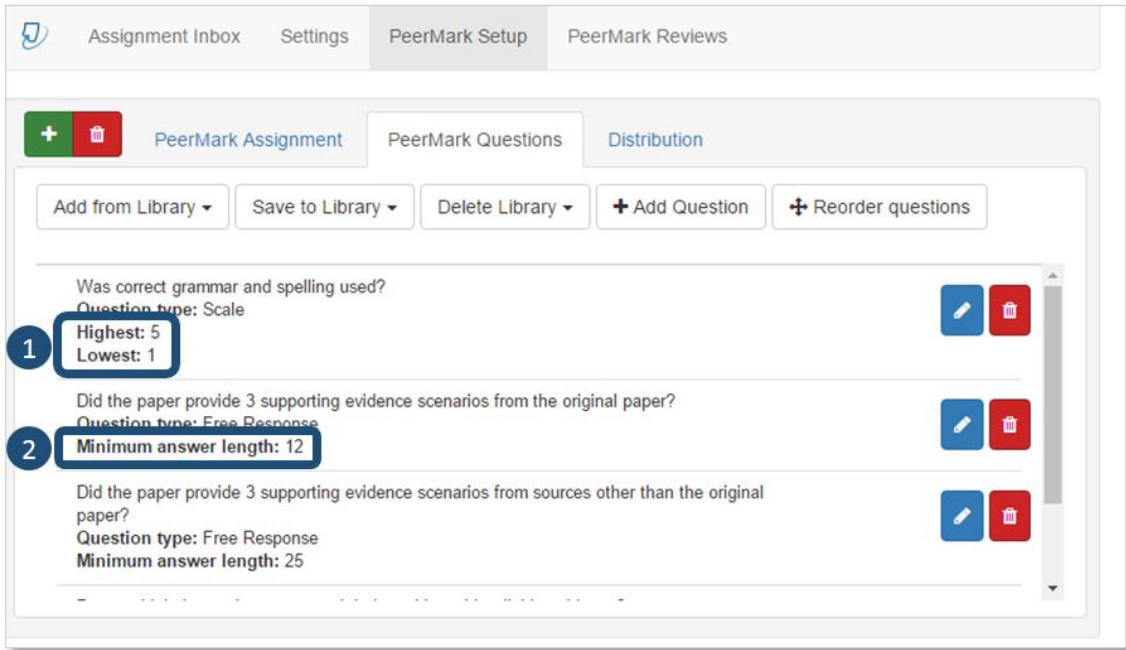 Assignment Inbox Settings PeerMark Setup PeerMark Reviews
PeerMark Assignment PeerMark Questions Distribution
Add from Library Save to Library Delete Library Add Question Reorder questions
Was correct grammar and spelling used?
Question type: Scale
1 Highest: 5
Lowest: 1
Did the paper provide 3 supporting evidence scenarios from the original paper?
Question type: Free Response
2 Minimum answer length: 12
Did the paper provide 3 supporting evidence scenarios from sources other than the original
paper?
Question type: Free Response
Minimum answer length: 25